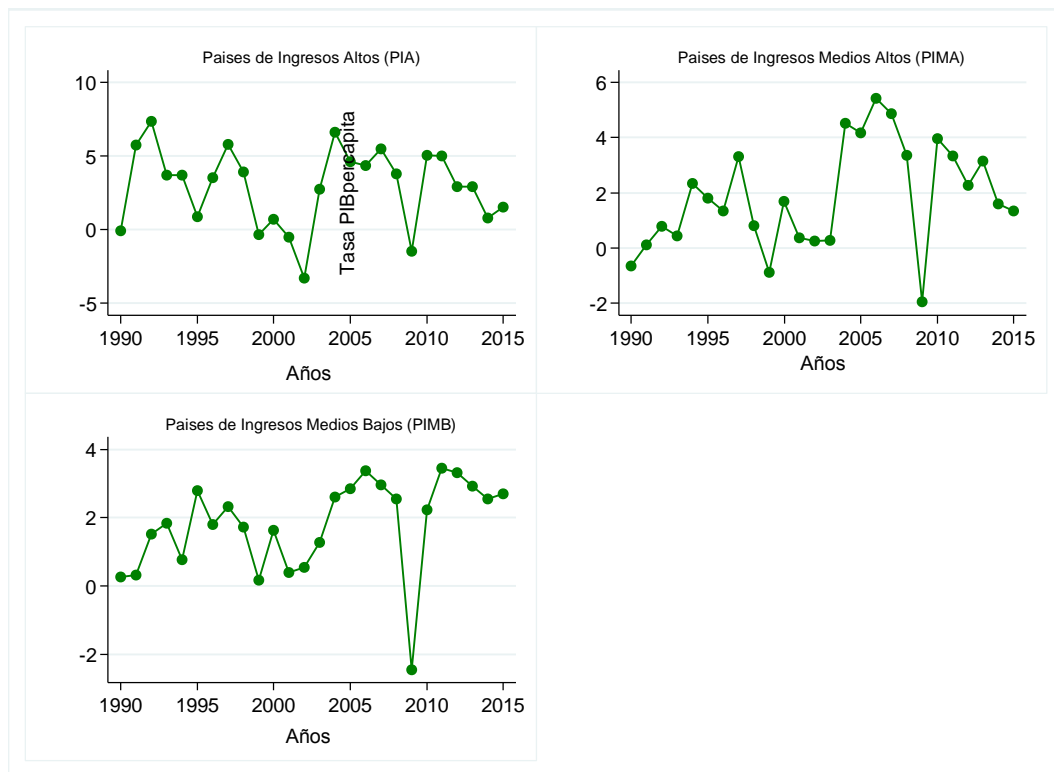 Paises de Ingresos Altos (PIA)
10
5
0
-5
Tasa PIBpercapita
1990 1995 2000 2005 2010 2015
Años
Paises de Ingresos Medios Altos (PIMA)
6
4
2
0
-2
1990 1995 2000 2005 2010 2015
Años
Paises de Ingresos Medios Bajos (PIMB)
4
2
0
-2
1990 1995 2000 2005 2010 2015
Años